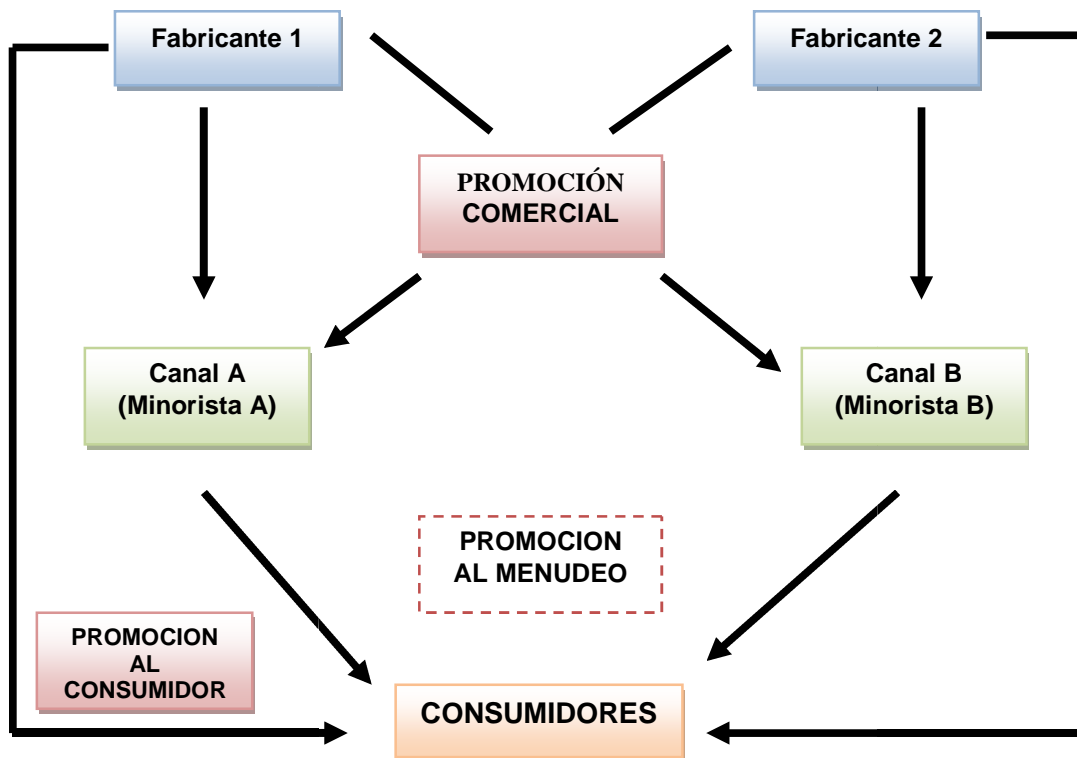 Fabricante 1
Fabricante 2
PROMOCIÓN
COMERCIAL
Canal A
(Minorista A)
Canal B
(Minorista B)
PROMOCION
AL MENUDEO
PROMOCION
AL
CONSUMIDOR
CONSUMIDORES